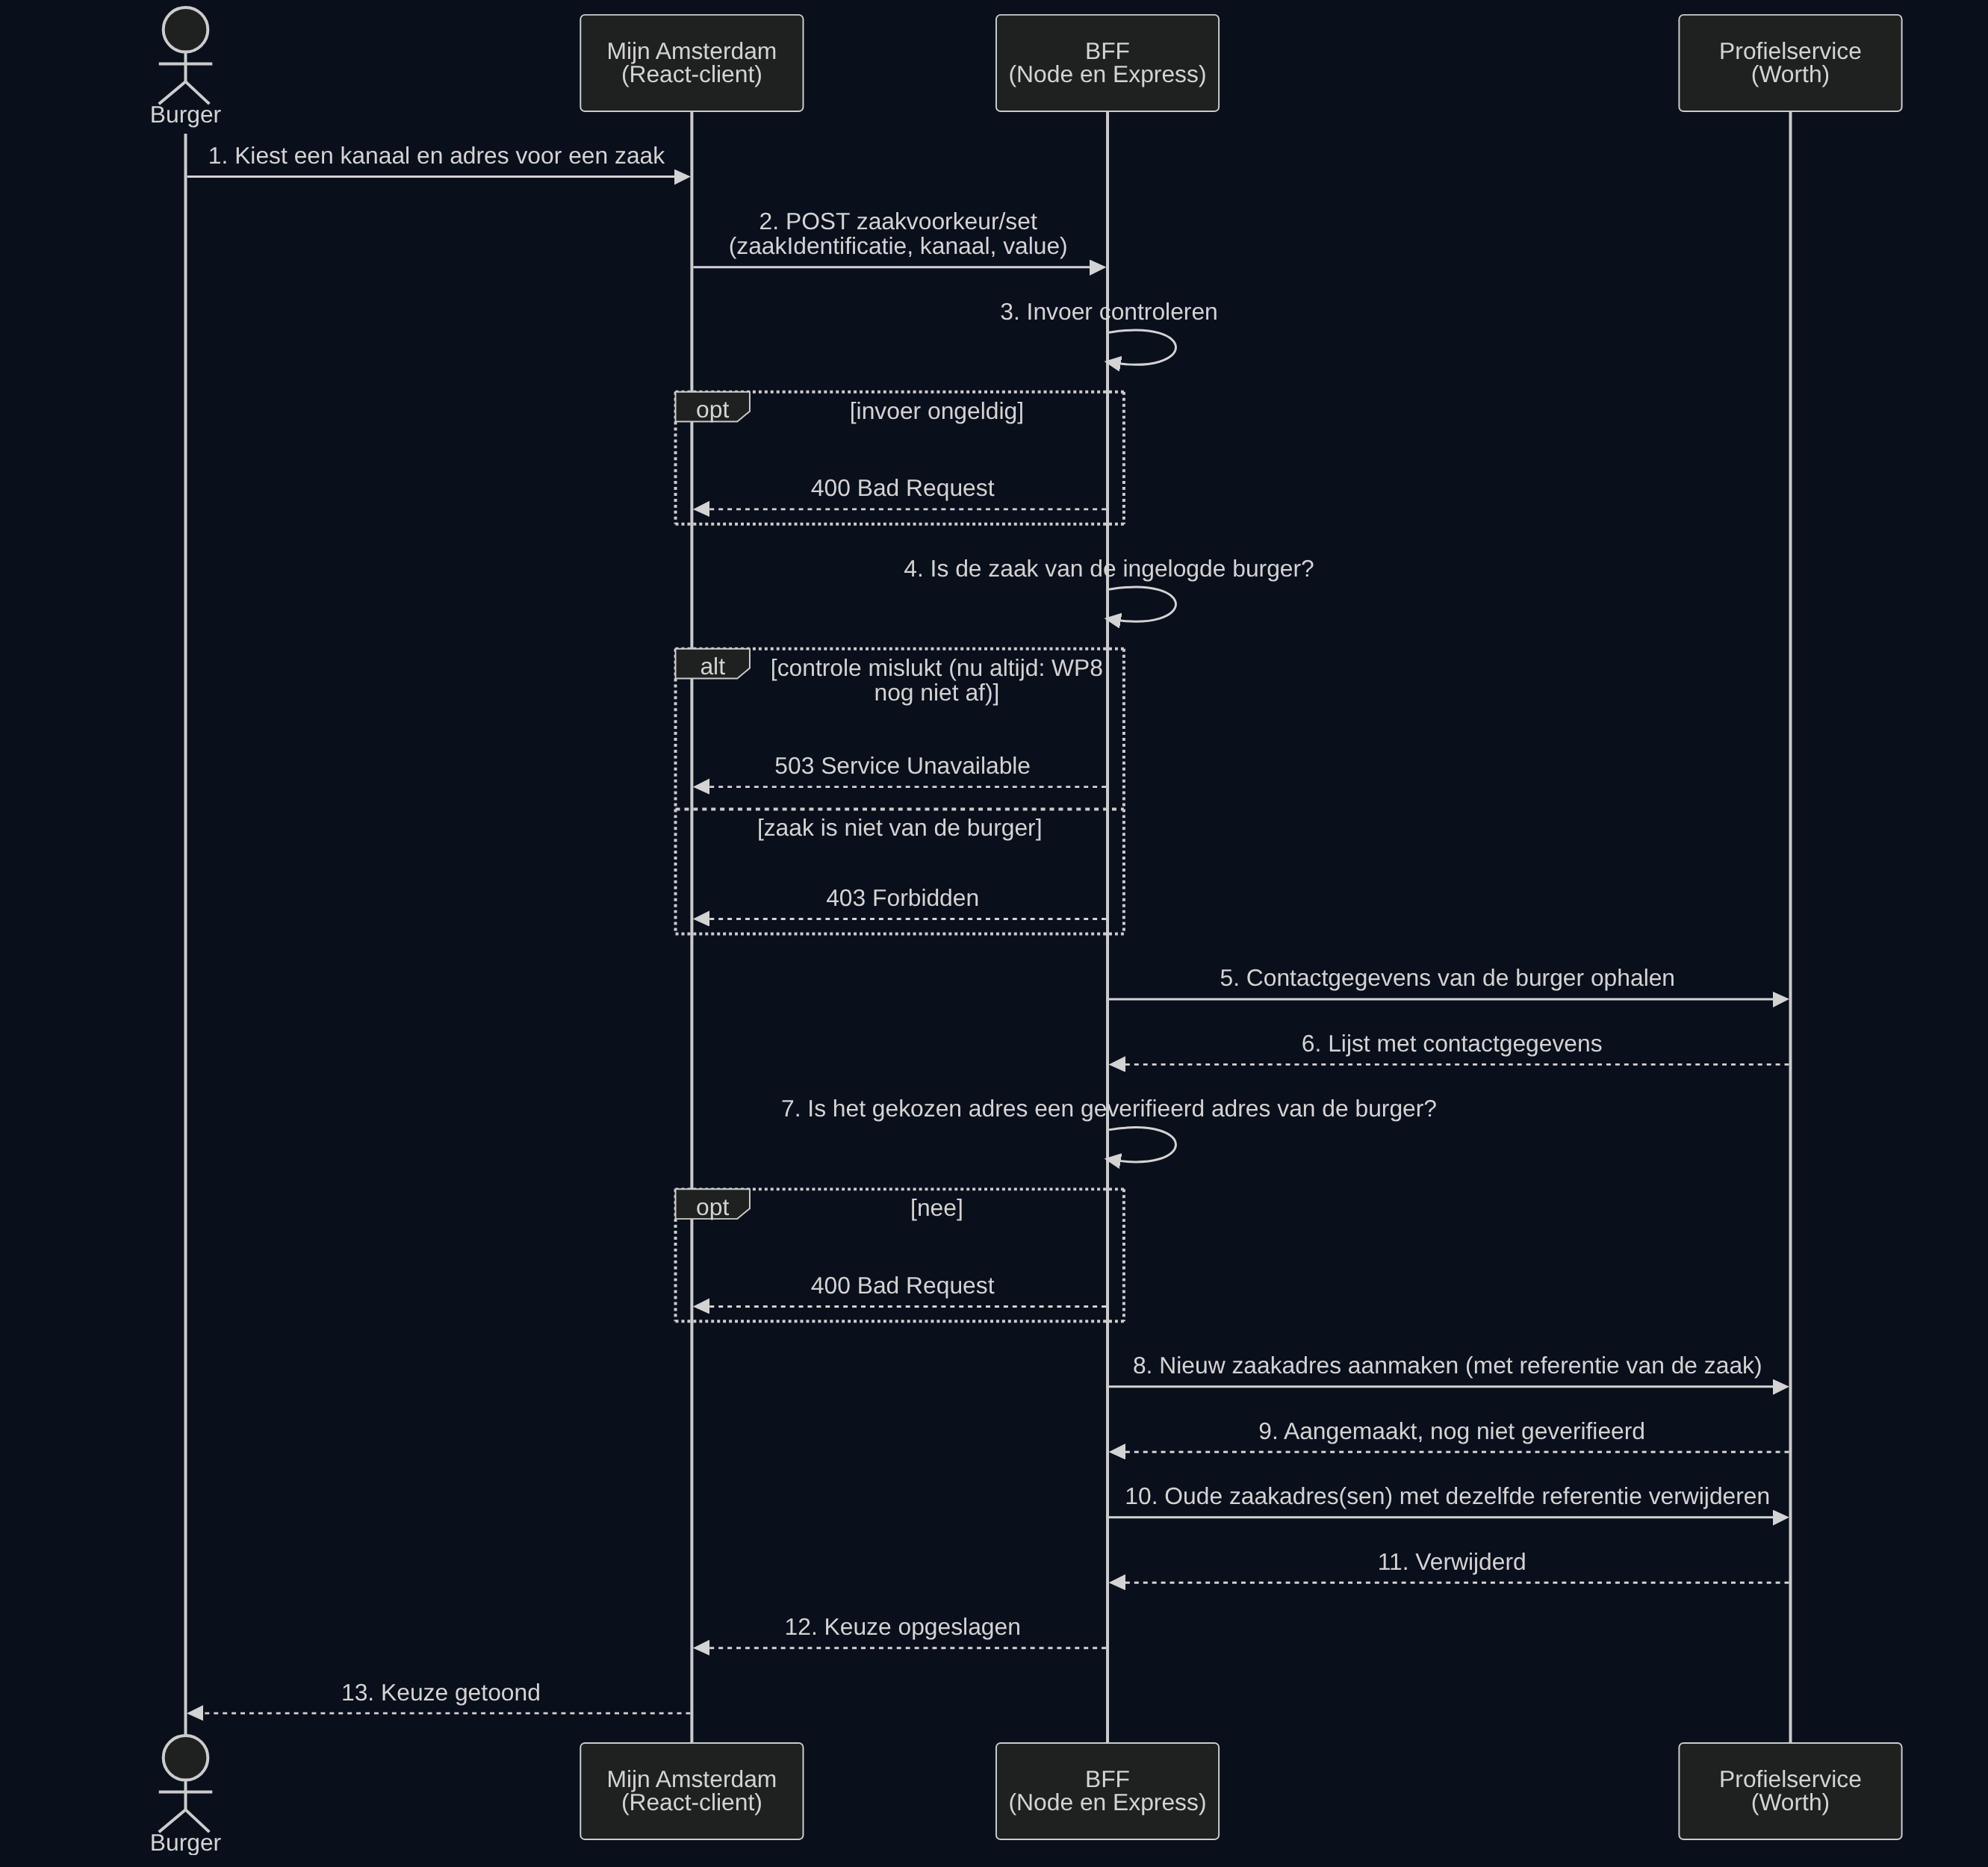 Burger
Mijn Amsterdam
(React-client)
BFF
(Node en Express)
Profielservice
(Worth)
1. Kiest een kanaal en adres voor een zaak
2. POST zaakvoorkeur/set
(zaakIdentificatie, kanaal, value)
3. Invoer controleren
opt
[invoer ongeldig]
400 Bad Request
4. Is de zaak van de ingelogde burger?
alt
[controle mislukt (nu altijd: WP8
nog niet af)]
503 Service Unavailable
[zaak is niet van de burger]
403 Forbidden
5. Contactgegevens van de burger ophalen
6. Lijst met contactgegevens
7. Is het gekozen adres een geverifieerd adres van de burger?
opt
[nee]
400 Bad Request
8. Nieuw zaakadres aanmaken (met referentie van de zaak)
9. Aangemaakt, nog niet geverifieerd
10. Oude zaakadres(sen) met dezelfde referentie verwijderen
11. Verwijderd
12. Keuze opgeslagen
13. Keuze getoond
Burger
Mijn Amsterdam
(React-client)
BFF
(Node en Express)
Profielservice
(Worth)